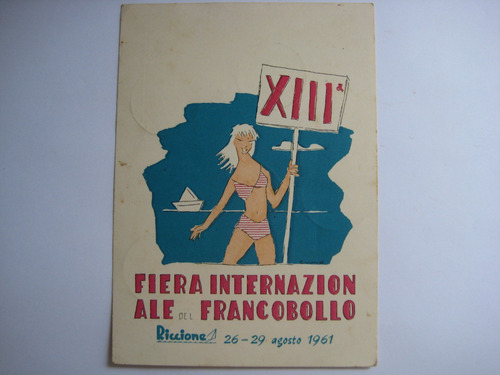 XIIIª
FIERA INTERNAZION
ALE DEL FRANCOBOLLO
Riccione 26-29 agosto 1961